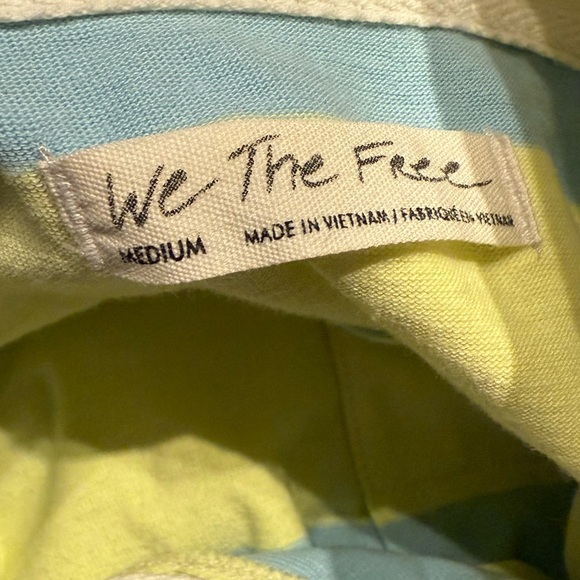 We The Free
MEDIUM
MADE IN VIETNAM / FABRIQUÉ EN VIETNAM